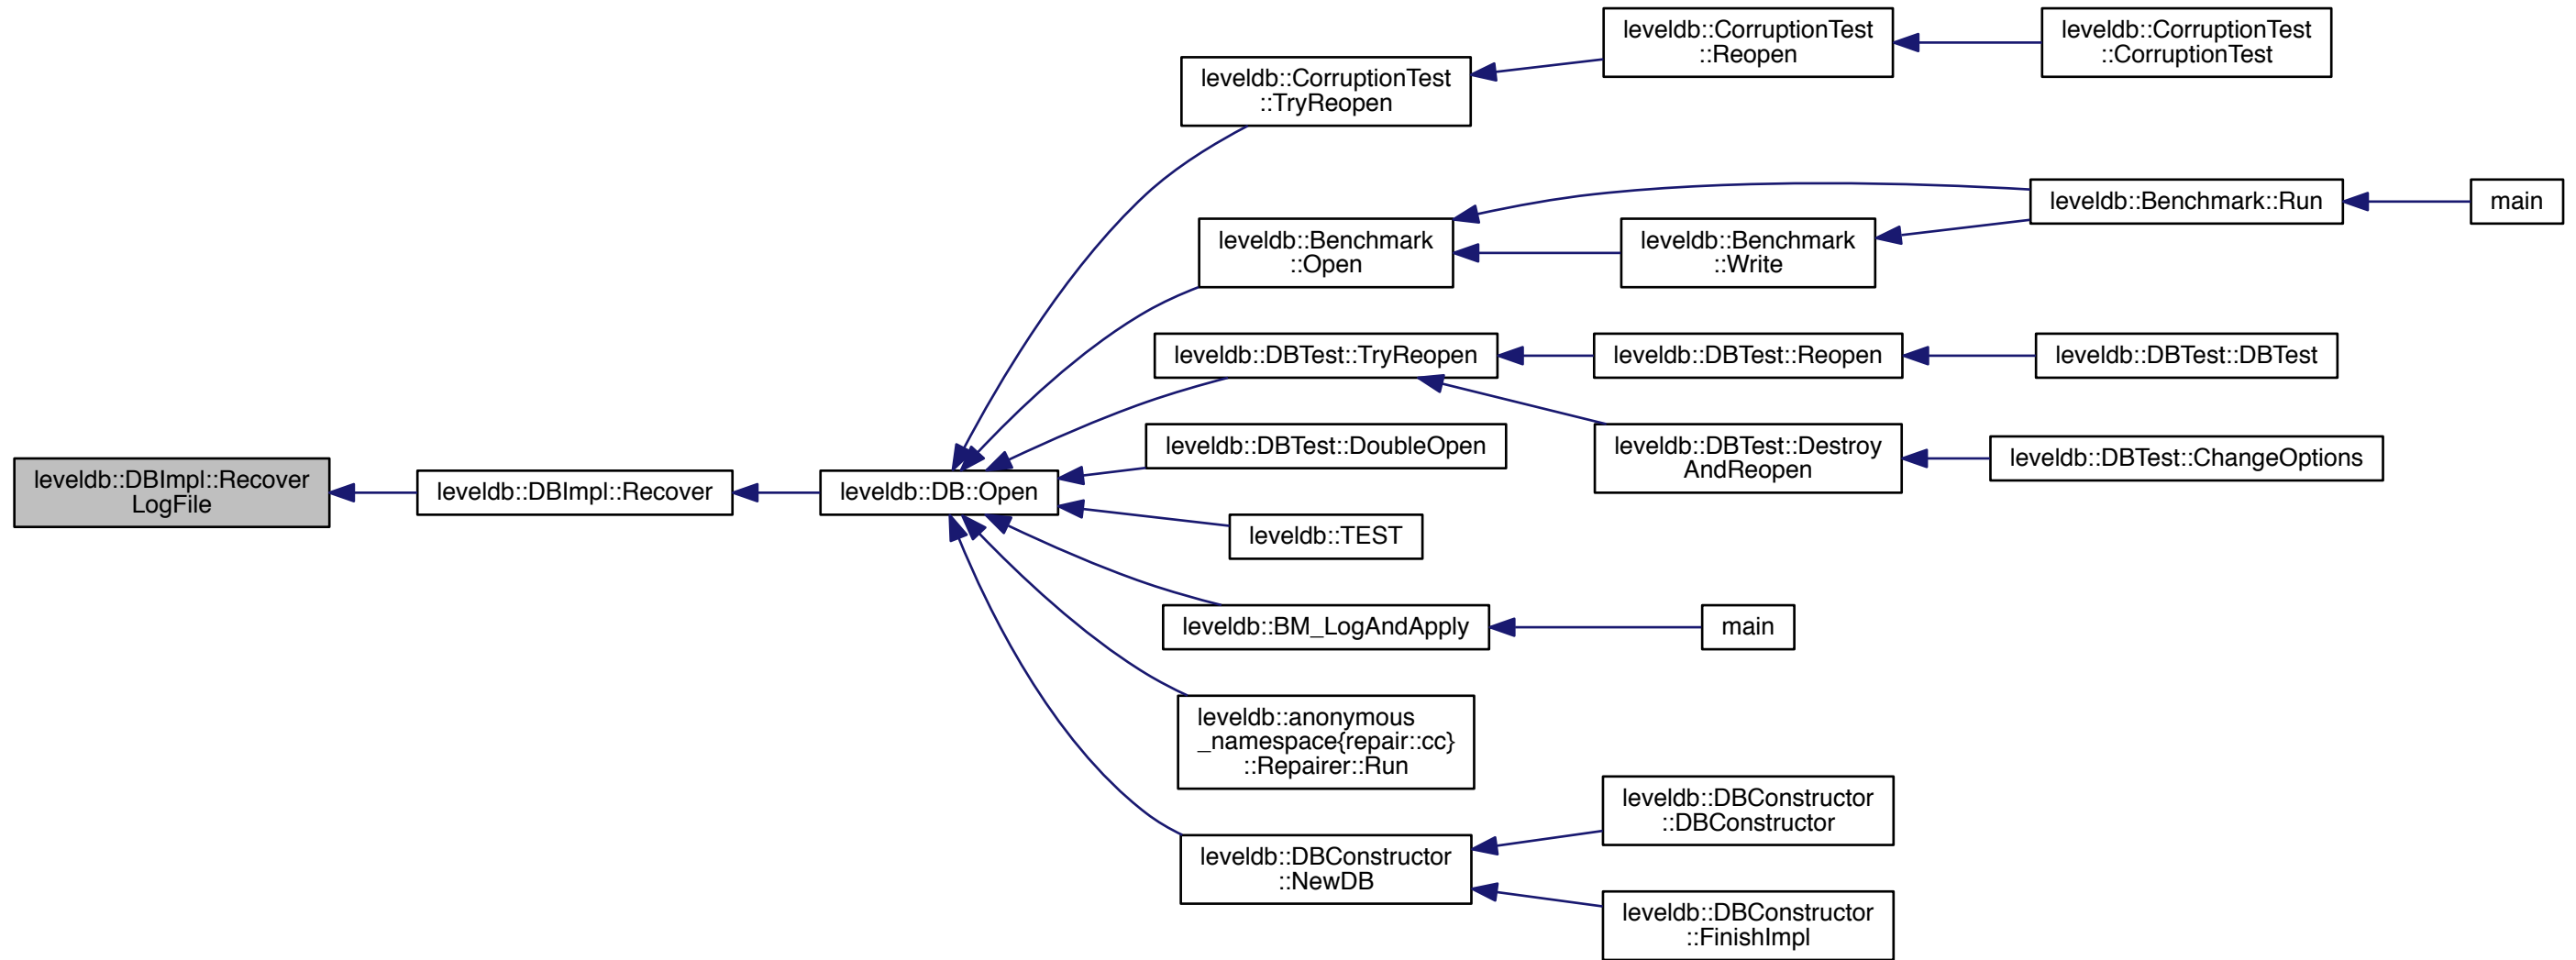 leveldb::CorruptionTest
::Reopen
leveldb::CorruptionTest
::CorruptionTest
leveldb::CorruptionTest
::TryReopen
leveldb::Benchmark::Run
main
leveldb::Benchmark
::Open
leveldb::Benchmark
::Write
leveldb::DBTest::TryReopen
leveldb::DBTest::Reopen
leveldb::DBTest::DBTest
leveldb::DBTest::DoubleOpen
leveldb::DBTest::Destroy
AndReopen
leveldb::DBTest::ChangeOptions
leveldb::DBImpl::Recover
LogFile
leveldb::DBImpl::Recover
leveldb::DB::Open
leveldb::TEST
leveldb::BM_LogAndApply
main
leveldb::anonymous
_namespace{repair::cc}
::Repairer::Run
leveldb::DBConstructor
::DBConstructor
leveldb::DBConstructor
::NewDB
leveldb::DBConstructor
::FinishImpl